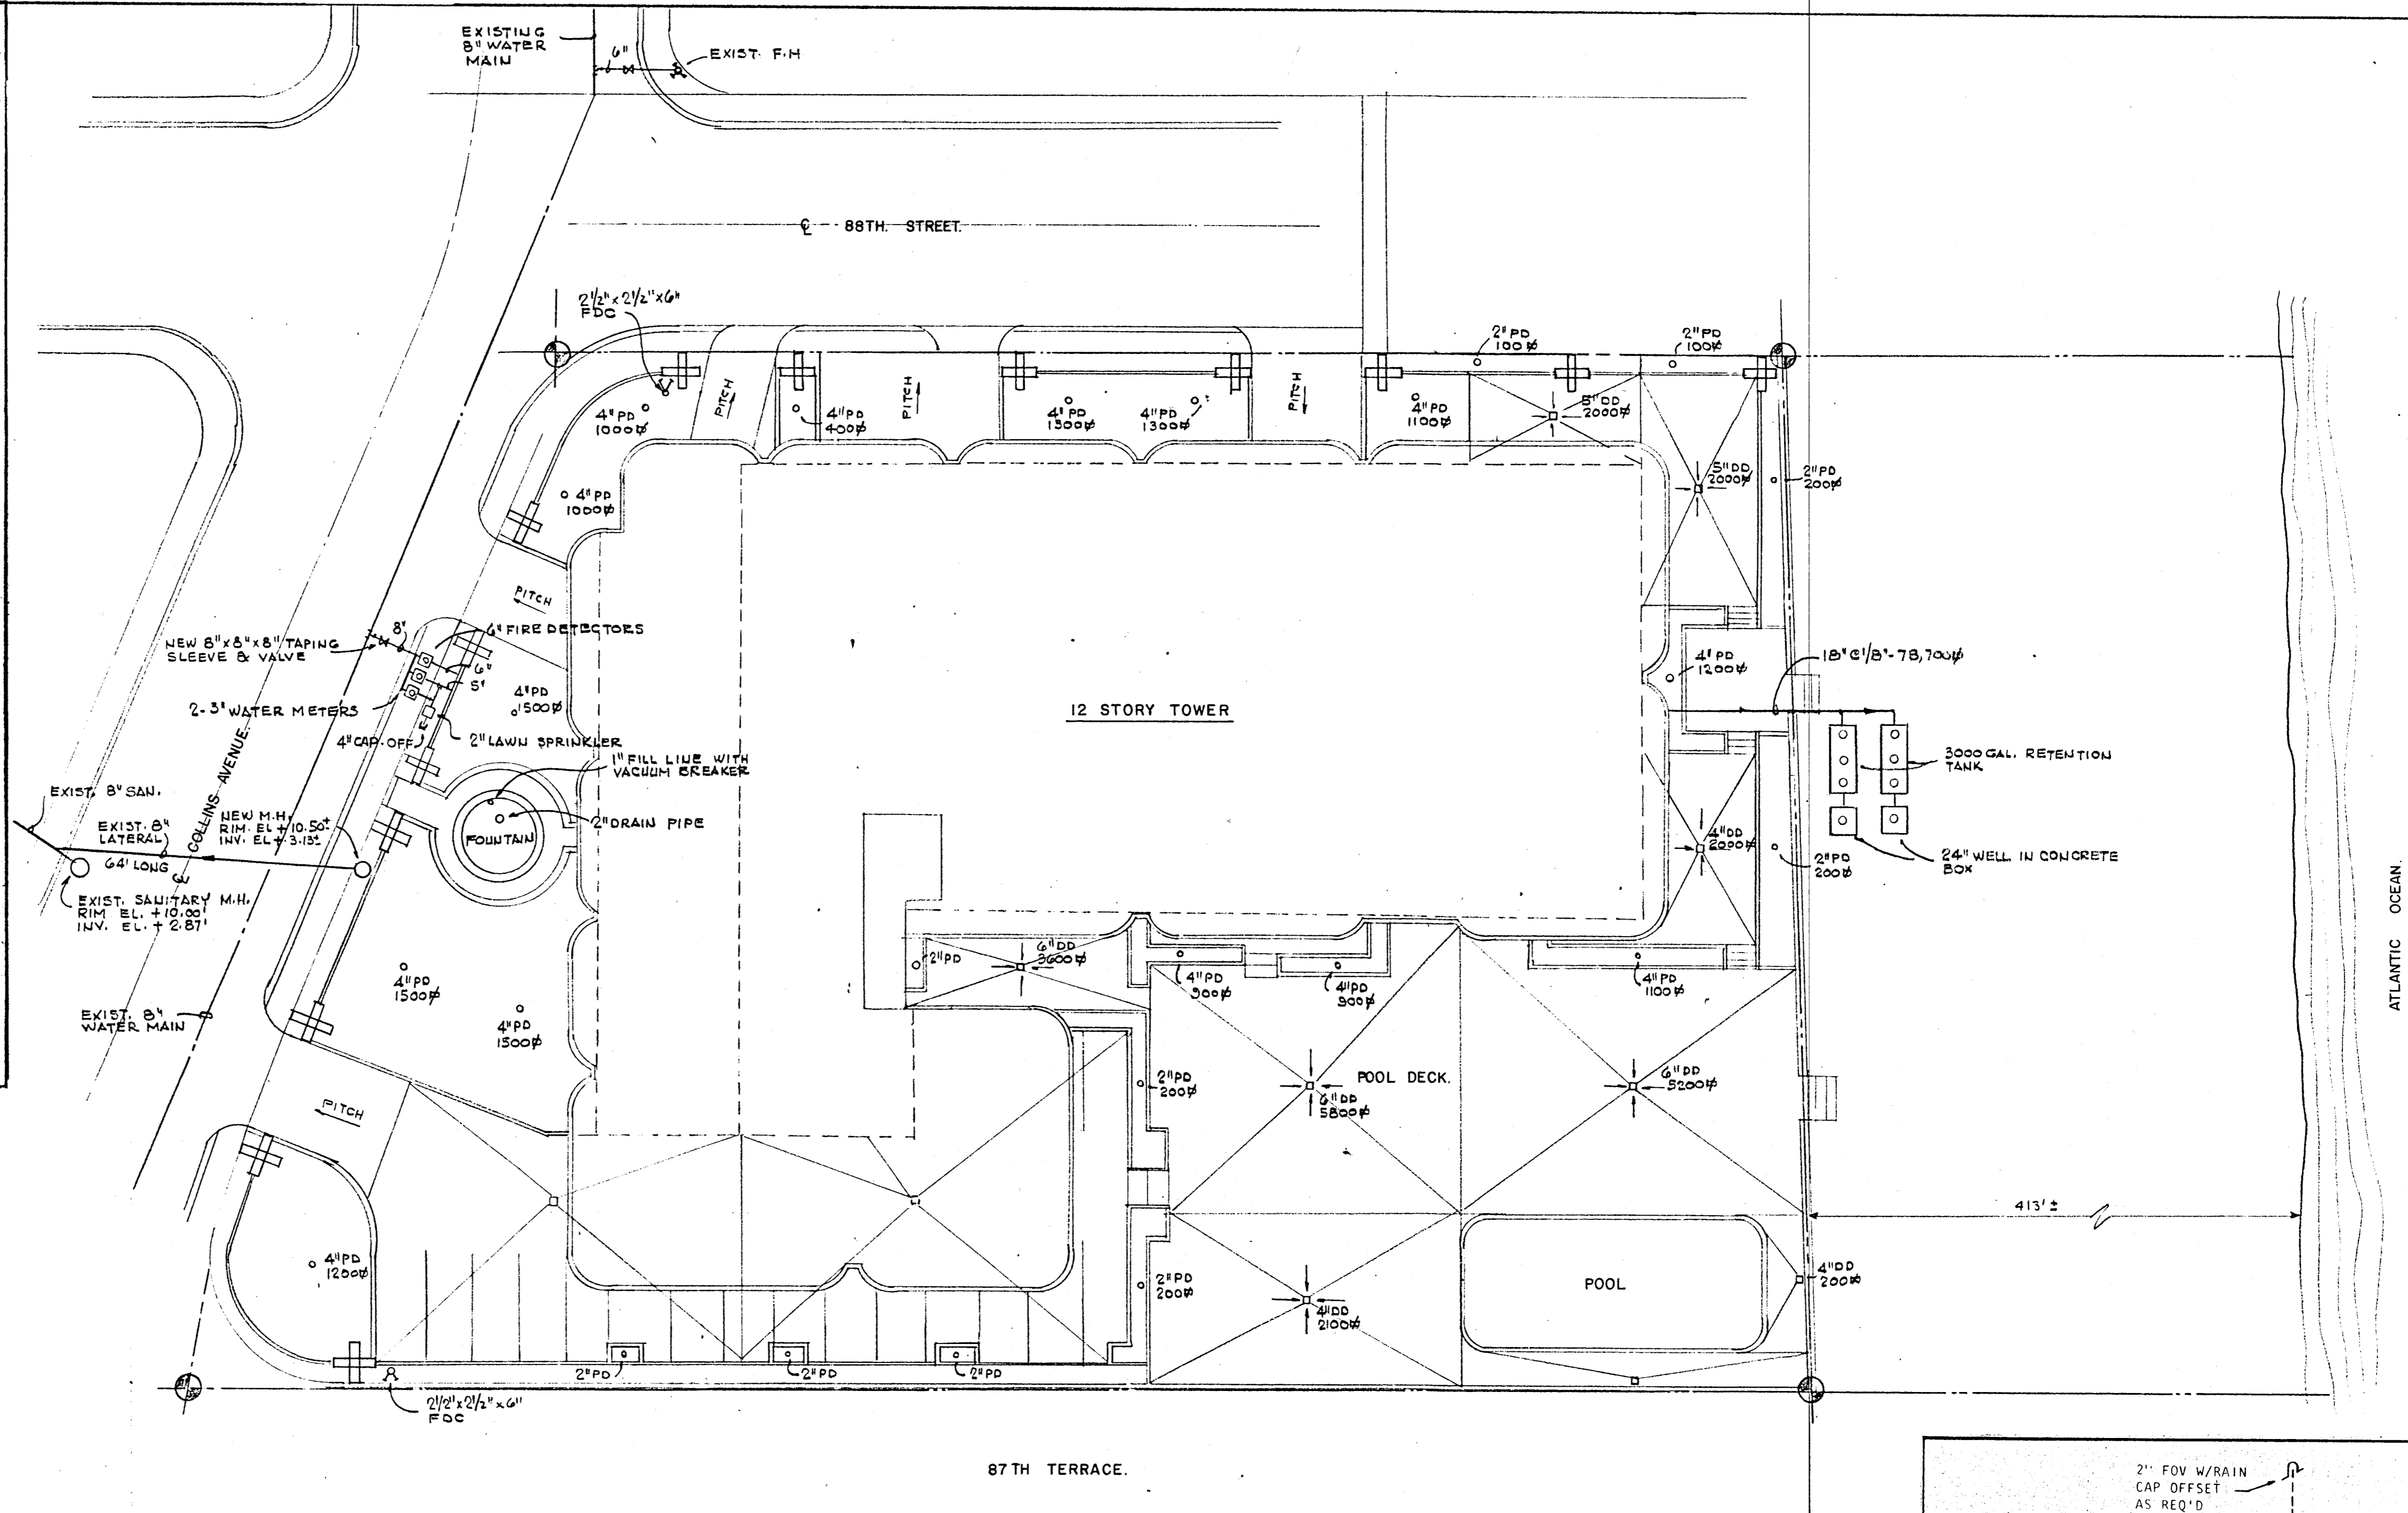 EXISTING
8" WATER
MAIN
6"
EXIST. F.H
℄ 88TH. STREET.
2 1/2" x 2 1/2" x 6"
FDC
2" PD
100⌀
2" PD
100⌀
4" PD
1000⌀
PITCH
4" PD
400⌀
PITCH
4" PD
1300⌀
4" PD
1300⌀
PITCH
4" PD
1100⌀
5" DD
2000⌀
4" PD
1000⌀
5" DD
2000⌀
2" PD
200⌀
PITCH
NEW 8"x8"x8" TAPING
SLEEVE & VALVE
8"
6" FIRE DETECTORS
6"
5"
2-3" WATER METERS
4" PD
1500⌀
4" CAP. OFF
2" LAWN SPRINKLER
1" FILL LINE WITH
VACUUM BREAKER
2" DRAIN PIPE
FOUNTAIN
12 STORY TOWER
4" PD
1200⌀
18" @ 1/8" - 78,700⌀
3000 GAL. RETENTION
TANK
24" WELL IN CONCRETE
BOX
EXIST. 8" SAN.
COLLINS AVENUE.
℄
EXIST. 8"
LATERAL
64' LONG
NEW M.H.
RIM. EL + 10.50±
INV. EL + 3.13±
EXIST. SANITARY M.H.
RIM EL. + 10.00'
INV. EL. + 2.87'
4" DD
2000⌀
2" PD
200⌀
ATLANTIC OCEAN.
EXIST. 8"
WATER MAIN
4" PD
1500⌀
4" PD
1500⌀
2" PD
6" DD
3600⌀
4" PD
900⌀
4" PD
900⌀
4" PD
1100⌀
2" PD
200⌀
POOL DECK.
6" DD
5800⌀
6" DD
5200⌀
PITCH
413' ±
4" PD
1200⌀
2" PD
200⌀
4" DD
2100⌀
POOL
4" DD
200⌀
2" PD
2" PD
2" PD
2 1/2" x 2 1/2" x 6"
FDC
87TH TERRACE.
2" FOV W/RAIN
CAP OFFSET
AS REQ'D